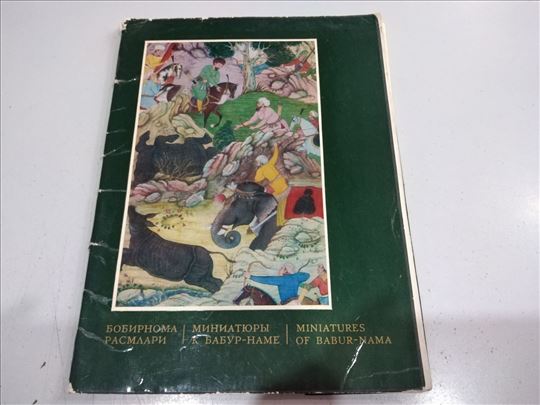 БОБИРНОМА
РАСМЛАРИ
МИНИАТЮРЫ
К БАБУР-НАМЕ
MINIATURES
OF BABUR-NAMA